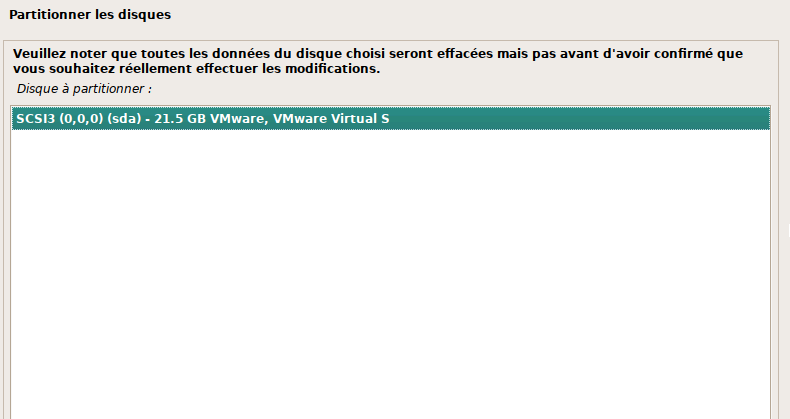 Partitionner les disques
Veuillez noter que toutes les données du disque choisi seront effacées mais pas avant d'avoir confirmé que
vous souhaitez réellement effectuer les modifications.
Disque à partitionner :
SCSI3 (0,0,0) (sda) - 21.5 GB VMware, VMware Virtual S